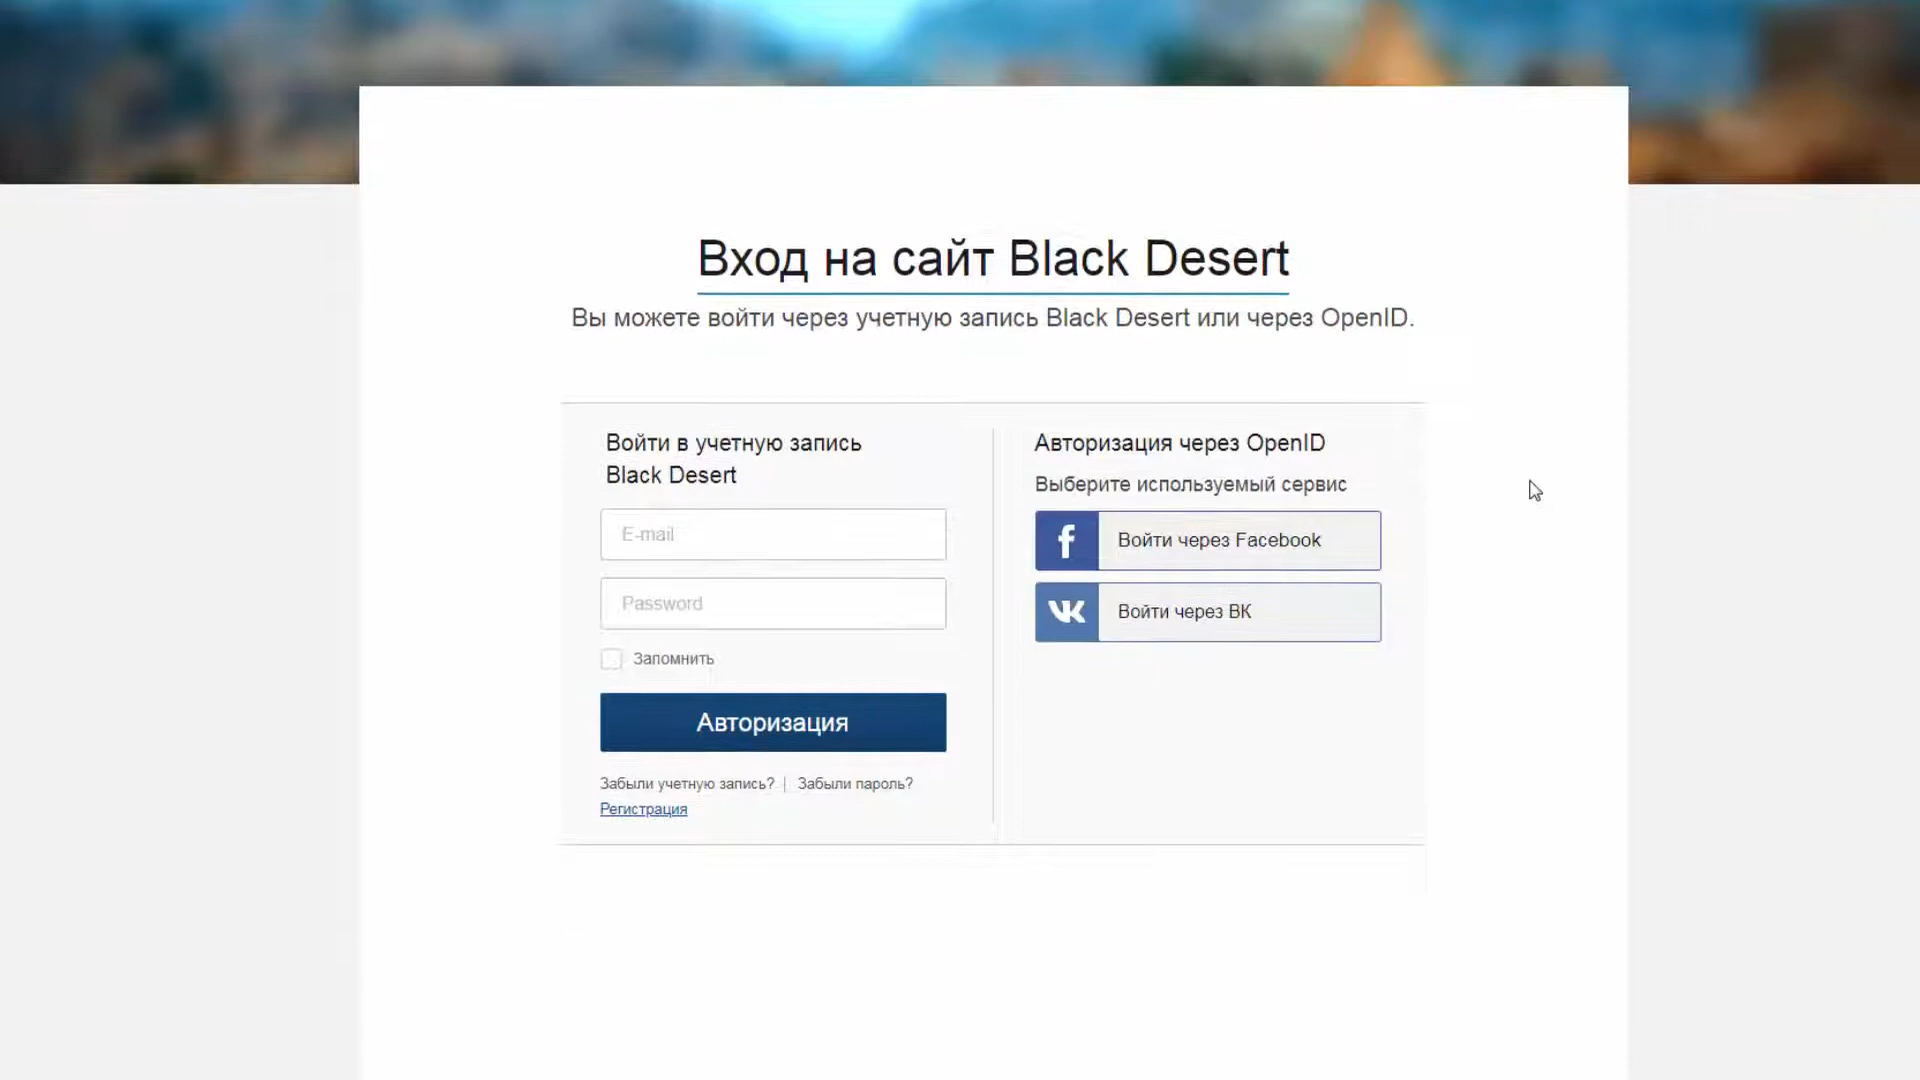 Вход на сайт Black Desert
Вы можете войти через учетную запись Black Desert или через OpenID.
Войти в учетную запись
Black Desert
E-mail
Password
Запомнить
Авторизация
Забыли учетную запись? | Забыли пароль?
Регистрация
Авторизация через OpenID
Выберите используемый сервис
Войти через Facebook
Войти через ВК